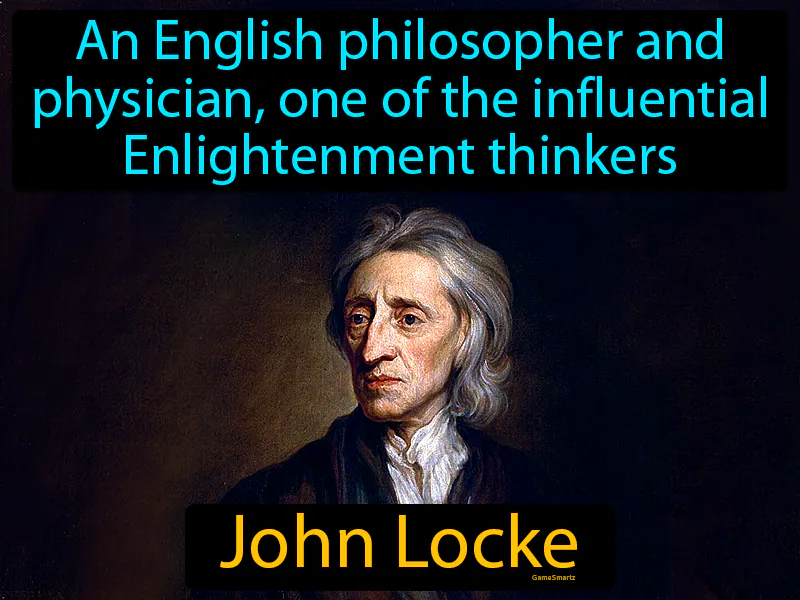 An English philosopher and
physician, one of the influential
Enlightenment thinkers
John Locke
GameSmartz